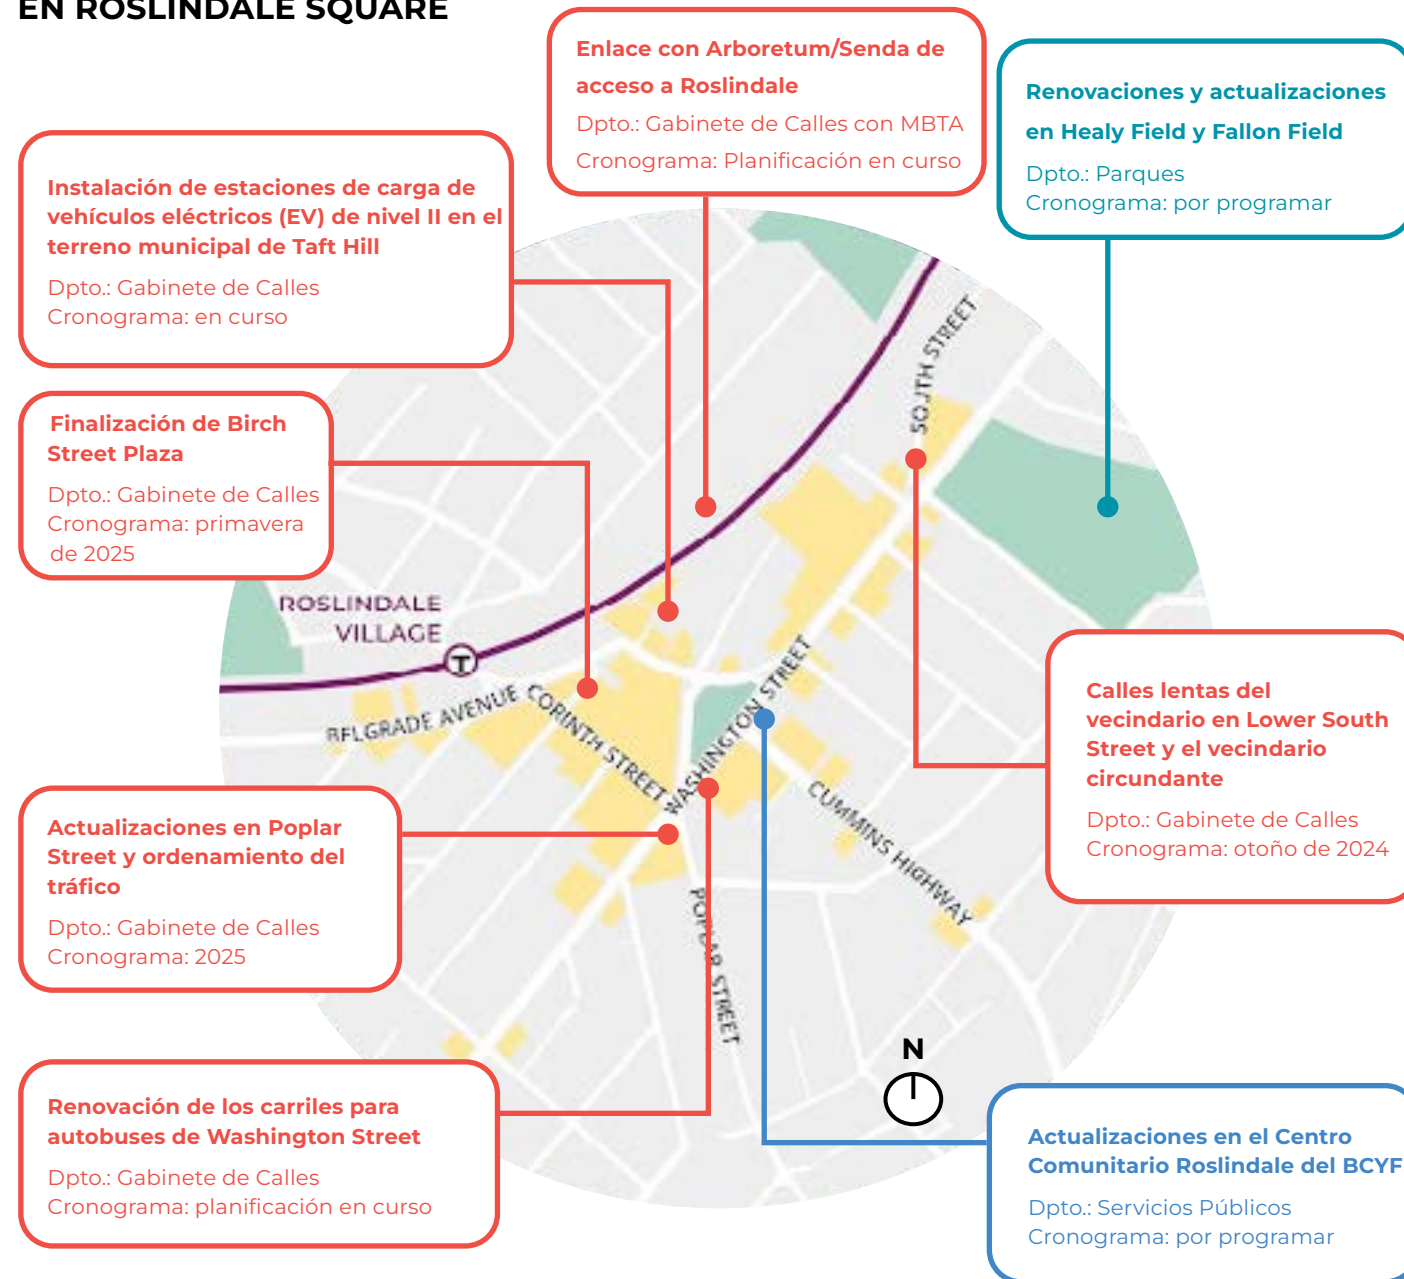 EN ROSLINDALE SQUARE
Enlace con Arboretum/Senda de
acceso a Roslindale
Dpto.: Gabinete de Calles con MBTA
Cronograma: Planificación en curso
Renovaciones y actualizaciones
en Healy Field y Fallon Field
Dpto.: Parques
Cronograma: por programar
Instalación de estaciones de carga de
vehículos eléctricos (EV) de nivel II en el
terreno municipal de Taft Hill
Dpto.: Gabinete de Calles
Cronograma: en curso
Finalización de Birch
Street Plaza
Dpto.: Gabinete de Calles
Cronograma: primavera
de 2025
SOUTH STREET
ROSLINDALE
VILLAGE
T
BELGRADE AVENUE
CORINTH STREET
WASHINGTON STREET
CUMMINS HIGHWAY
POPLAR STREET
Calles lentas del
vecindario en Lower South
Street y el vecindario
circundante
Dpto.: Gabinete de Calles
Cronograma: otoño de 2024
Actualizaciones en Poplar
Street y ordenamiento del
tráfico
Dpto.: Gabinete de Calles
Cronograma: 2025
N
Renovación de los carriles para
autobuses de Washington Street
Dpto.: Gabinete de Calles
Cronograma: planificación en curso
Actualizaciones en el Centro
Comunitario Roslindale del BCYF
Dpto.: Servicios Públicos
Cronograma: por programar